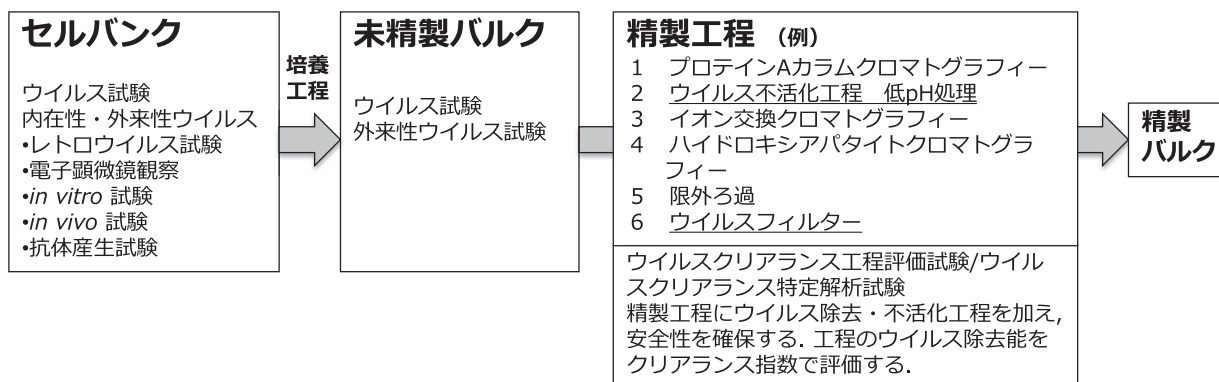 セルバンク
ウイルス試験
内在性・外来性ウイルス
•レトロウイルス試験
•電子顕微鏡観察
•in vitro 試験
•in vivo 試験
•抗体産生試験
培養
工程
未精製バルク
ウイルス試験
外来性ウイルス試験
精製工程 (例)
1 プロテインAカラムクロマトグラフィー
2 ウイルス不活化工程 低pH処理
3 イオン交換クロマトグラフィー
4 ハイドロキシアパタイトクロマトグラ
フィー
5 限外ろ過
6 ウイルスフィルター
ウイルスクリアランス工程評価試験/ウイル
スクリアランス特定解析試験
精製工程にウイルス除去・不活化工程を加え,
安全性を確保する. 工程のウイルス除去能を
クリアランス指数で評価する.
精製
バルク